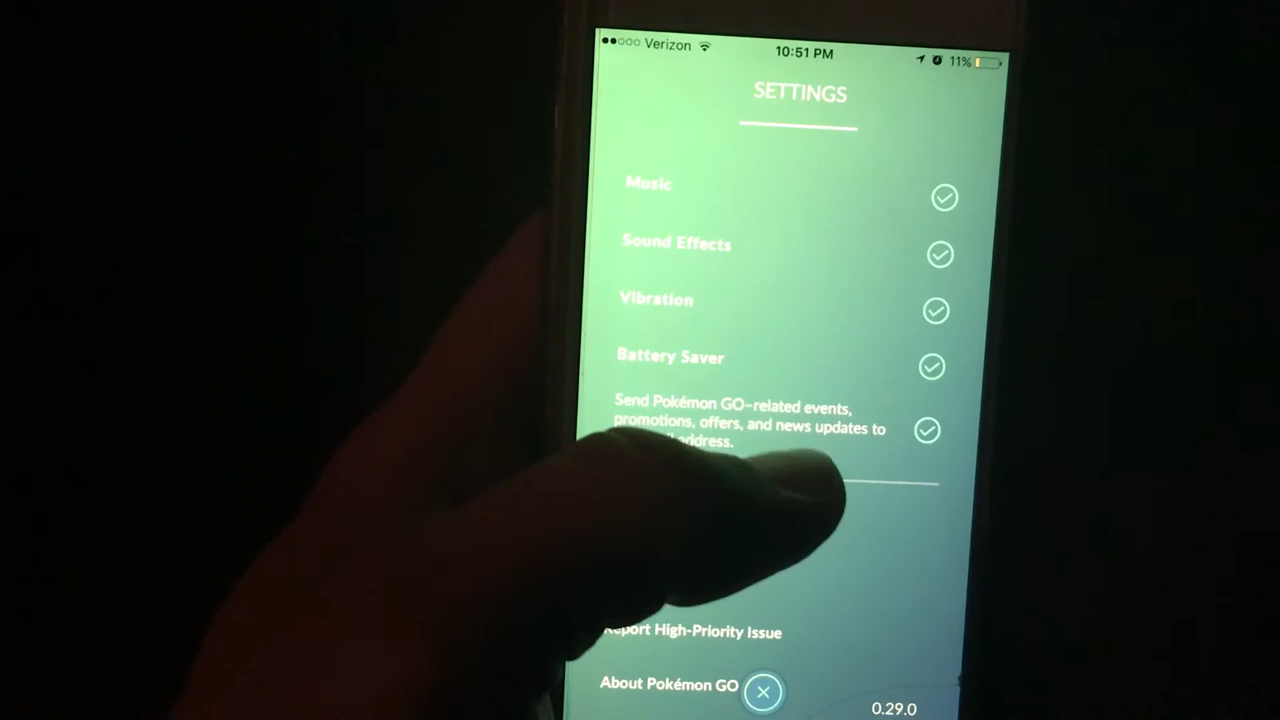 Verizon 10:51 PM 11%
SETTINGS
Music
Sound Effects
Vibration
Battery Saver
Send Pokémon GO-related events,
promotions, offers, and news updates to
address.
Report High-Priority Issue
About Pokémon GO
0.29.0